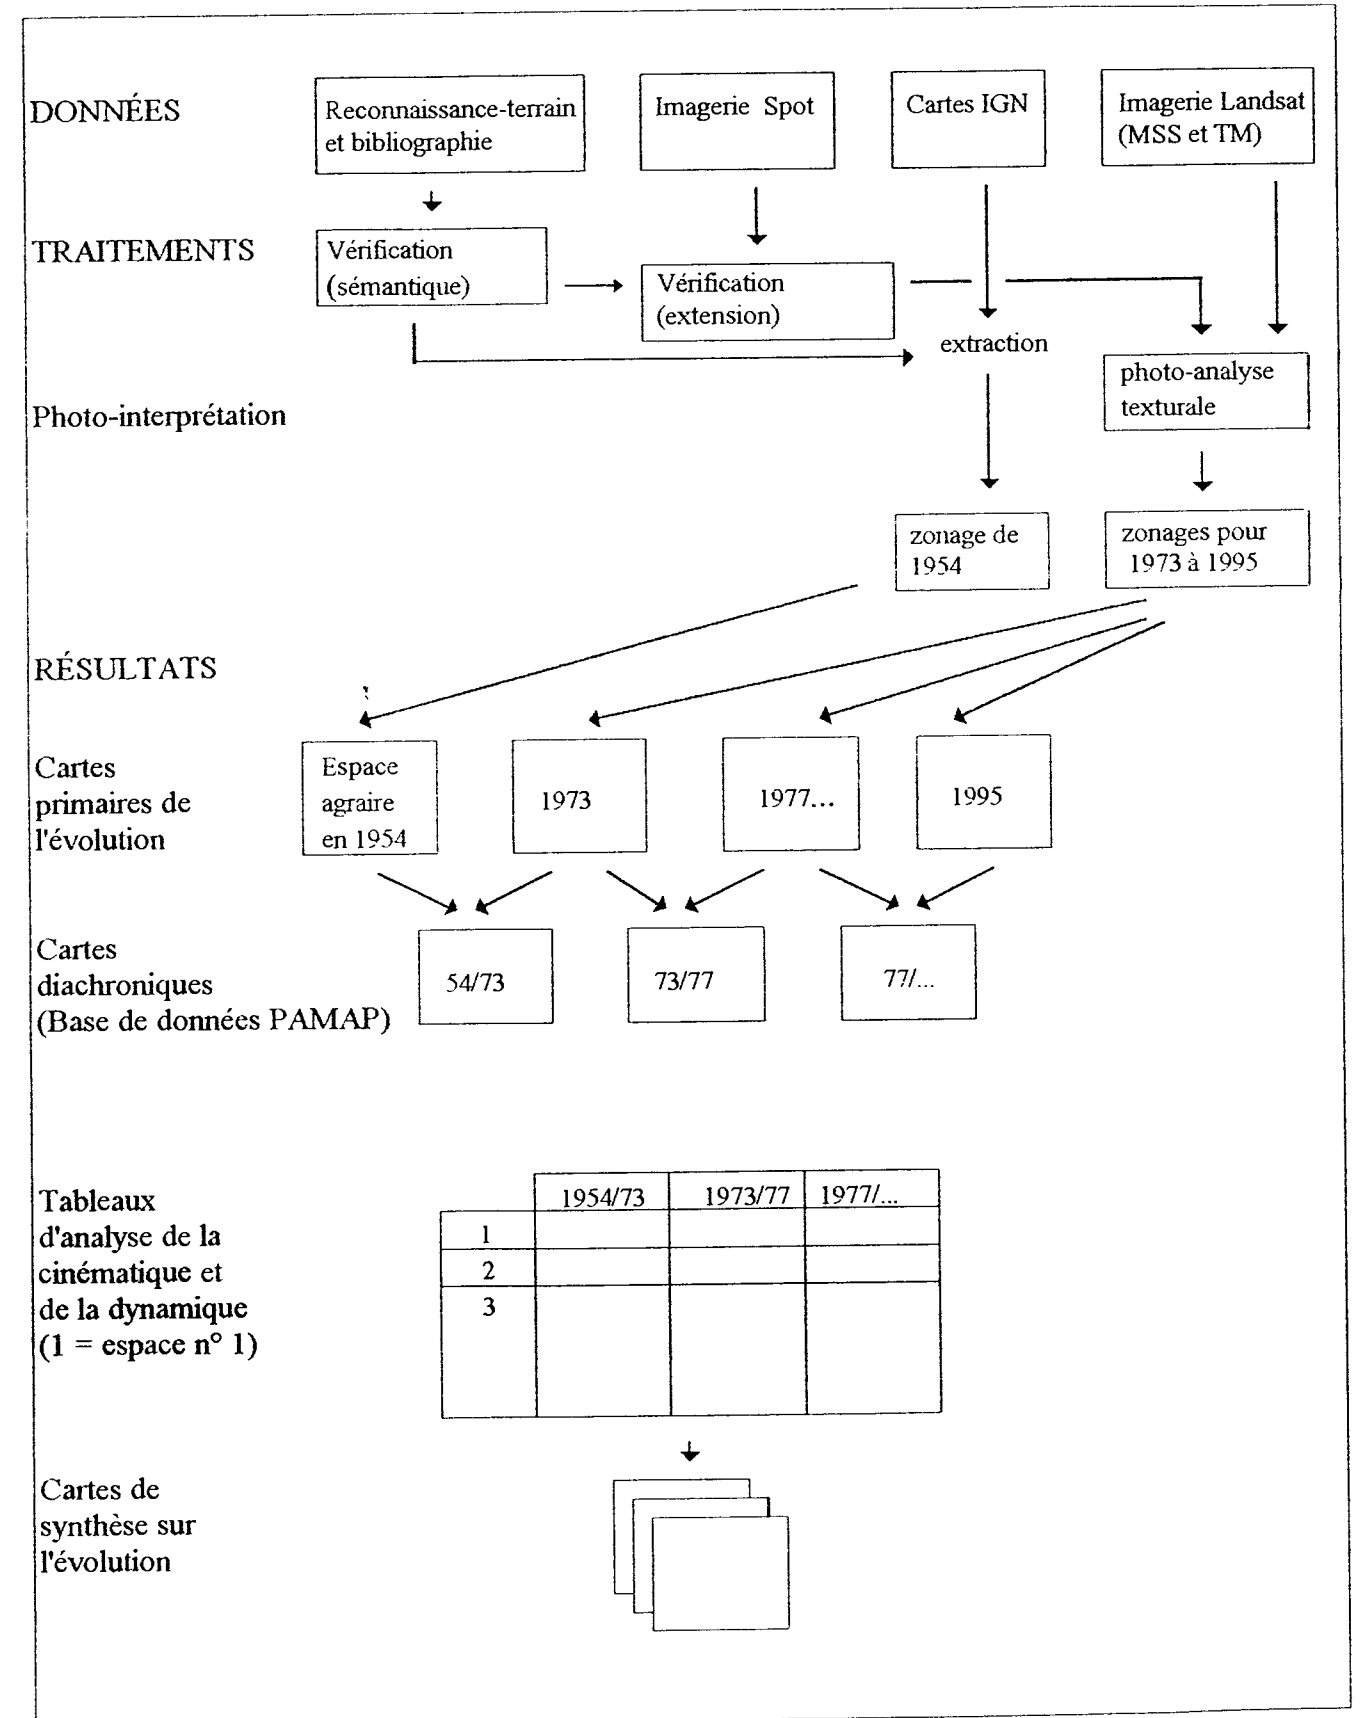 DONNÉES
Reconnaissance-terrain
et bibliographie
Imagerie Spot
Cartes IGN
Imagerie Landsat
(MSS et TM)
TRAITEMENTS
Vérification
(sémantique)
Vérification
(extension)
extraction
photo-analyse
texturale
Photo-interprétation
zonage de
1954
zonages pour
1973 à 1995
RÉSULTATS
Cartes
primaires de
l'évolution
Espace
agraire
en 1954
1973
1977...
1995
Cartes
diachroniques
(Base de données PAMAP)
54/73
73/77
77/...
Tableaux
d'analyse de la
cinématique et
de la dynamique
(1 = espace n° 1)
1954/73 1973/77 1977/...
1
2
3
Cartes de
synthèse sur
l'évolution